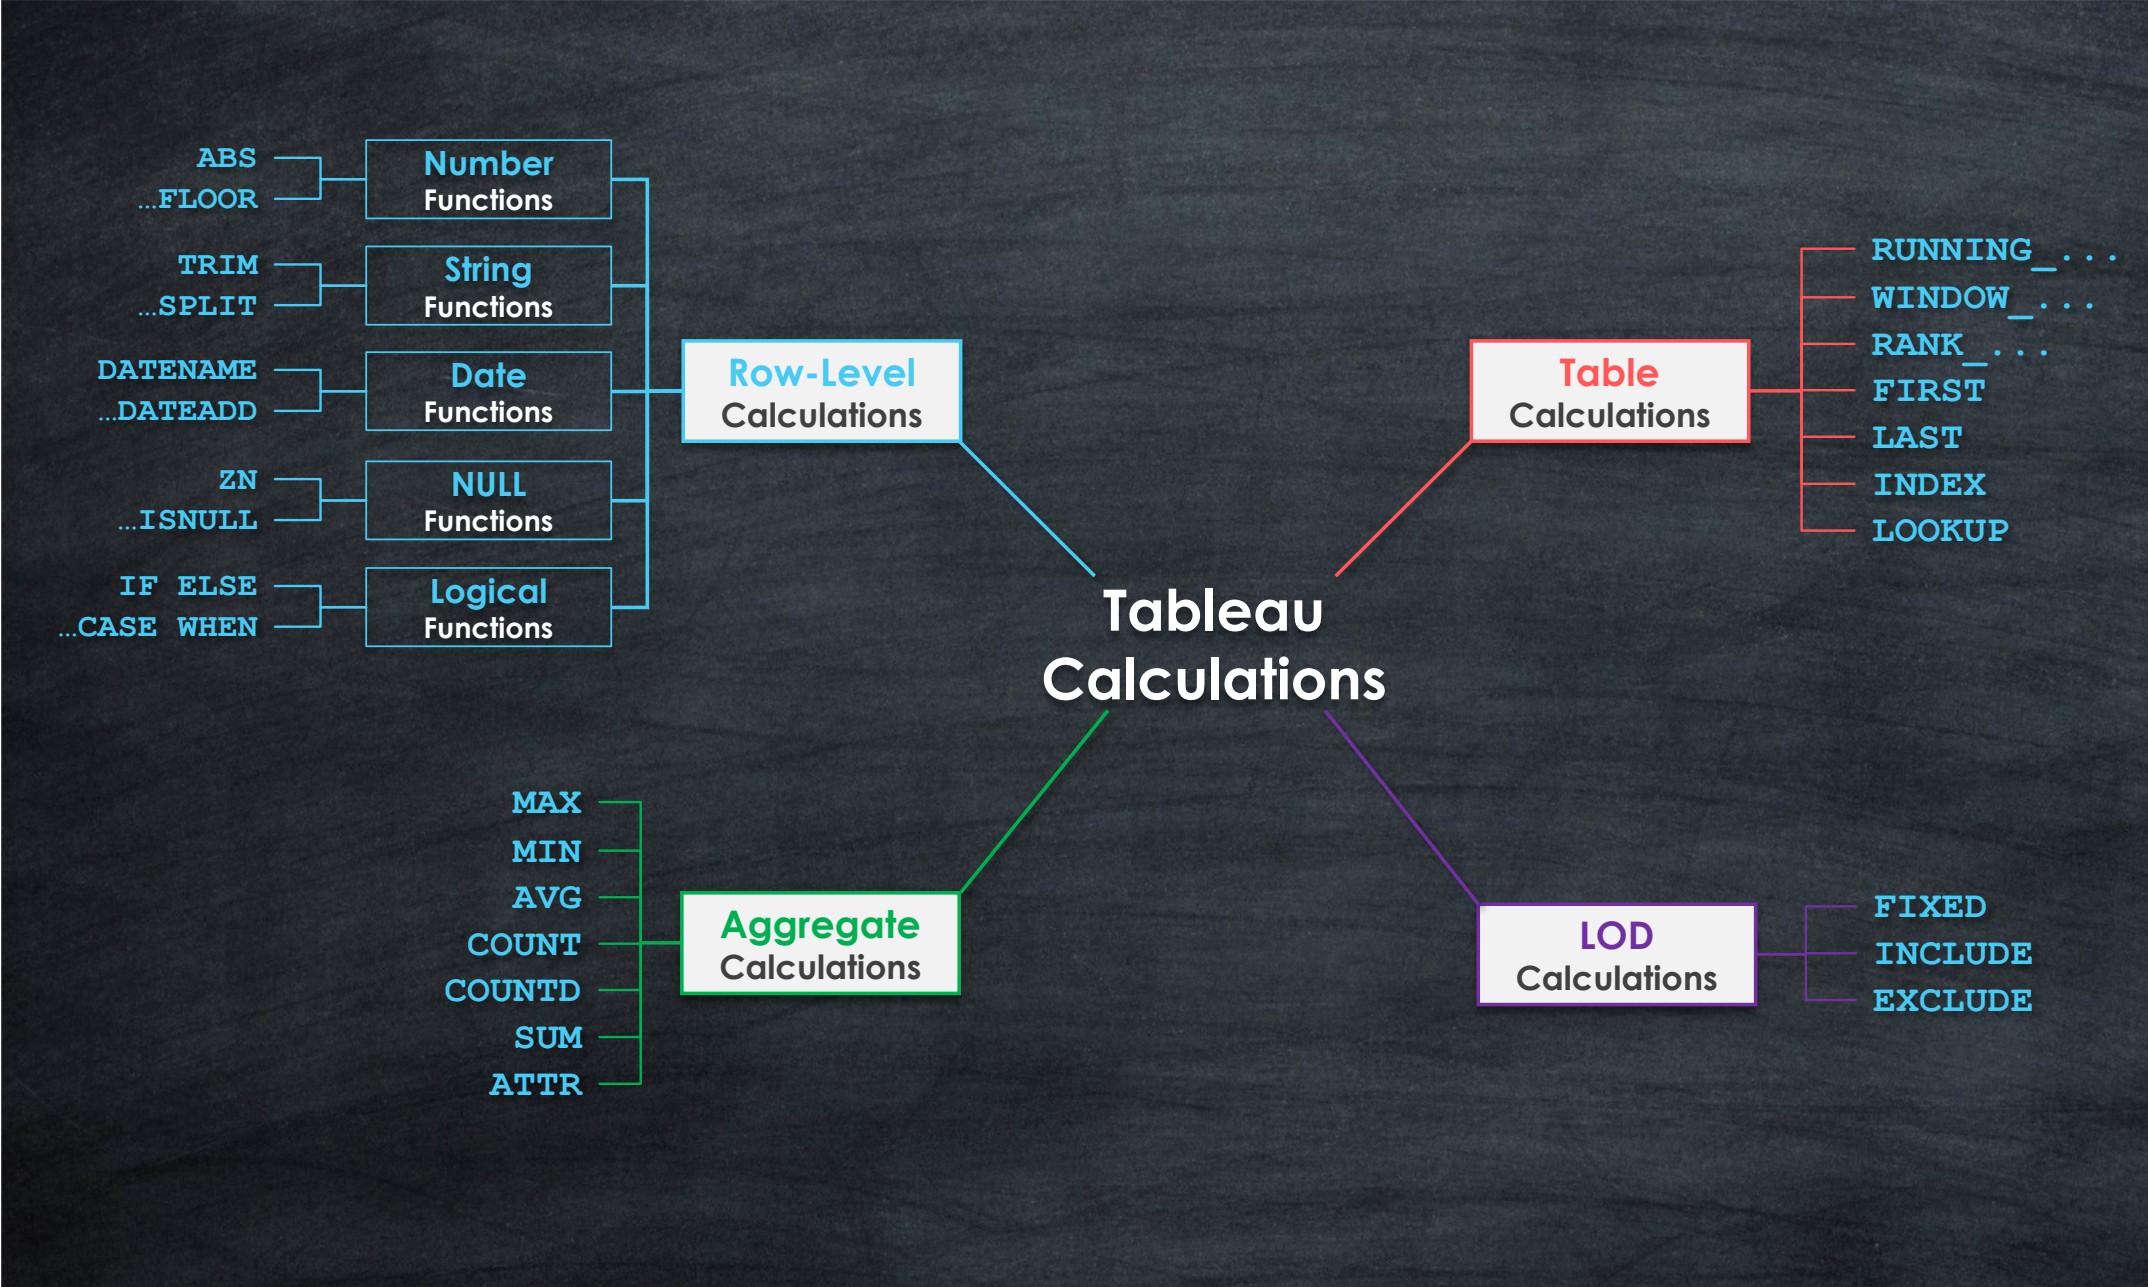 Tableau
Calculations
Row-Level
Calculations
Number
Functions
ABS
...FLOOR
String
Functions
TRIM
...SPLIT
Date
Functions
DATENAME
...DATEADD
NULL
Functions
ZN
...ISNULL
Logical
Functions
IF ELSE
...CASE WHEN
Table
Calculations
RUNNING_...
WINDOW_...
RANK_...
FIRST
LAST
INDEX
LOOKUP
Aggregate
Calculations
MAX
MIN
AVG
COUNT
COUNTD
SUM
ATTR
LOD
Calculations
FIXED
INCLUDE
EXCLUDE